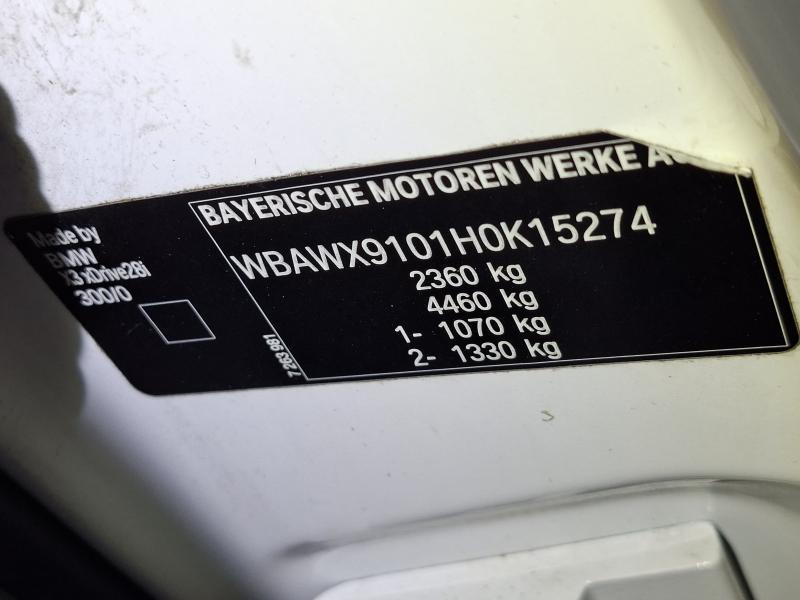 Made by
BMW
X3 xDrive28i
300/0
BAYERISCHE MOTOREN WERKE
WBAWX9101H0K15274
2360 kg
4460 kg
1- 1070 kg
2- 1330 kg
7 263 981